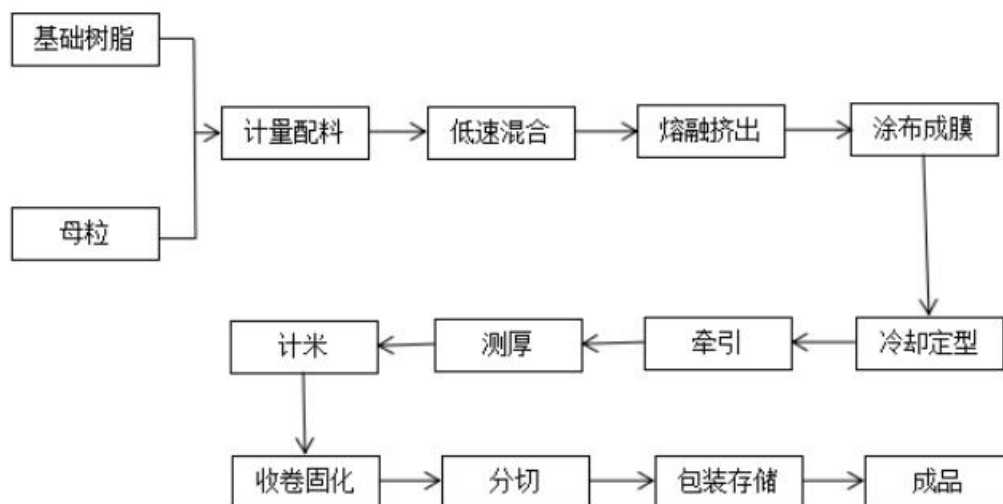 基础树脂
母粒
计量配料
低速混合
熔融挤出
涂布成膜
冷却定型
牵引
测厚
计米
收卷固化
分切
包装存储
成品